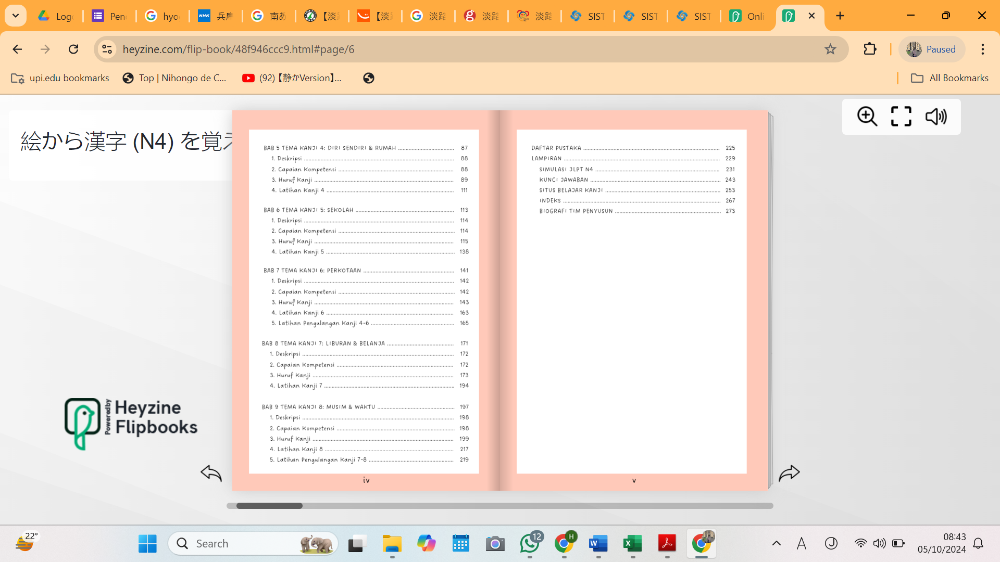 Log
Pen
hyo
兵庫
南あ
【淡路
【淡路
淡路
淡路
淡路
SIST
SIST
SIST
Onli
heyzine.com/flip-book/48f946ccc9.html#page/6
Paused
upi.edu bookmarks
Top | Nihongo de C...
(92)【静かVersion】...
All Bookmarks
絵から漢字 (N4) を覚え
BAB 5 TEMA KANJI 4: DIRI SENDIRI & RUMAH 87
1. Deskripsi 88
2. Capaian Kompetensi 88
3. Huruf Kanji 89
4. Latihan Kanji 4 111
BAB 6 TEMA KANJI 5: SEKOLAH 113
1. Deskripsi 114
2. Capaian Kompetensi 114
3. Huruf Kanji 115
4. Latihan Kanji 5 138
BAB 7 TEMA KANJI 6: PERKOTAAN 141
1. Deskripsi 142
2. Capaian Kompetensi 142
3. Huruf Kanji 143
4. Latihan Kanji 6 163
5. Latihan Pengulangan Kanji 4-6 165
BAB 8 TEMA KANJI 7: LIBURAN & BELANJA 171
1. Deskripsi 172
2. Capaian Kompetensi 172
3. Huruf Kanji 173
4. Latihan Kanji 7 194
BAB 9 TEMA KANJI 8: MUSIM & WAKTU 197
1. Deskripsi 198
2. Capaian Kompetensi 198
3. Huruf Kanji 199
4. Latihan Kanji 8 217
5. Latihan Pengulangan Kanji 7-8 219
iv
DAFTAR PUSTAKA 225
LAMPIRAN 229
SIMULASI JLPT N4 231
KUNCI JAWABAN 243
SITUS BELAJAR KANJI 253
INDEKS 267
BIOGRAFI TIM PENYUSUN 273
v
Powered by
Heyzine
Flipbooks
22°
Search
12
H
08:43
05/10/2024